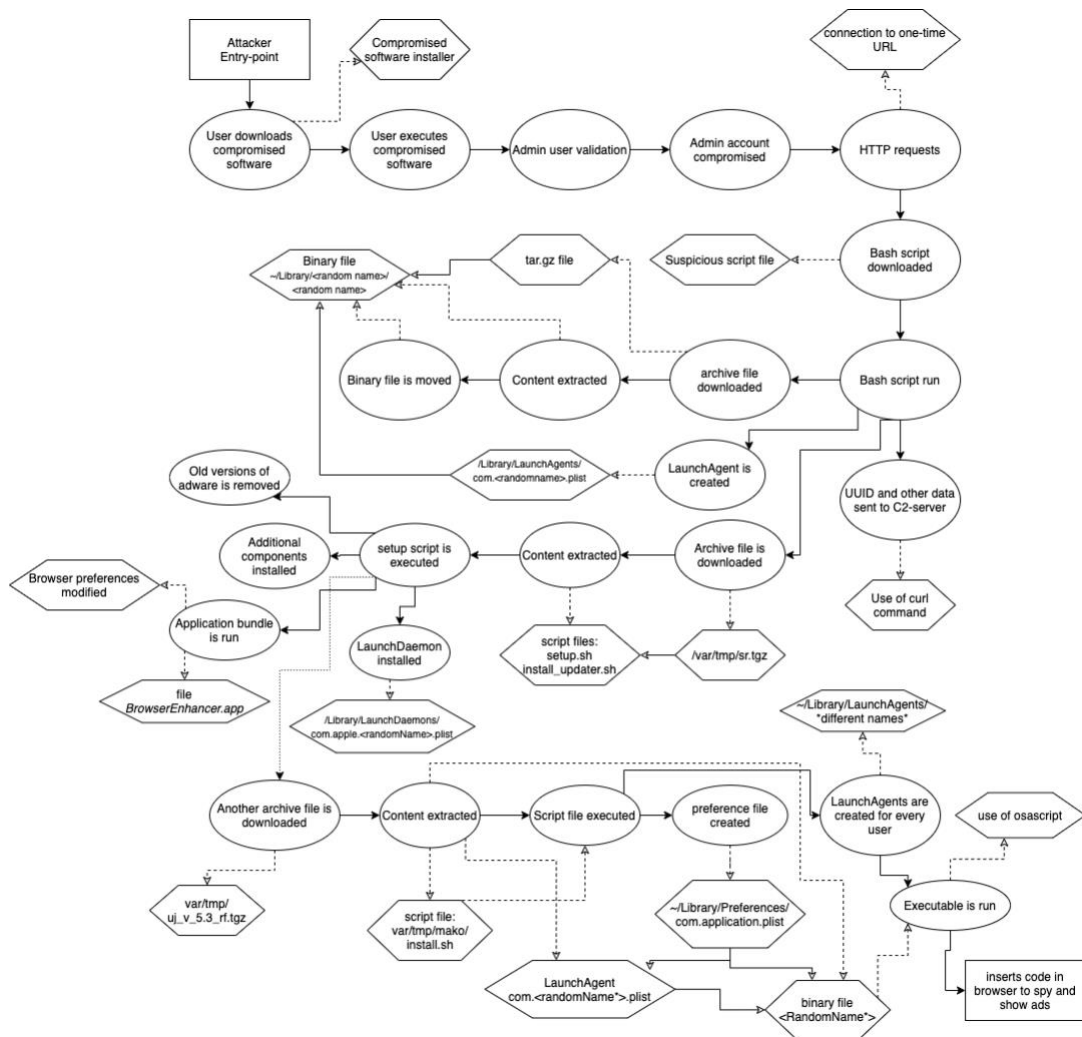 Attacker
Entry-point
Compromised
software installer
connection to one-time
URL
User downloads
compromised
software
User executes
compromised
software
Admin user validation
Admin account
compromised
HTTP requests
Bash script
downloaded
Suspicious script file
tar.gz file
Binary file
~/Library/<random name>/
<random name>
Binary file is moved
Content extracted
archive file
downloaded
Bash script run
/Library/LaunchAgents/
com.<randomname>.plist
LaunchAgent is
created
UUID and other data
sent to C2-server
Old versions of
adware is removed
Additional
components
installed
setup script is
executed
Content extracted
Archive file is
downloaded
Use of curl
command
Browser preferences
modified
Application bundle
is run
LaunchDaemon
installed
script files:
setup.sh
install_updater.sh
/var/tmp/sr.tgz
file
BrowserEnhancer.app
/Library/LaunchDaemons/
com.apple.<randomName>.plist
~/Library/LaunchAgents/
*different names*
Another archive file is
downloaded
Content extracted
Script file executed
preference file
created
LaunchAgents are
created for every
user
use of osascript
var/tmp/
uj_v_5.3_rf.tgz
script file:
var/tmp/mako/
install.sh
~/Library/Preferences/
com.application.plist
Executable is run
LaunchAgent
com.<randomName*>.plist
binary file
<RandomName*>
inserts code in
browser to spy and
show ads